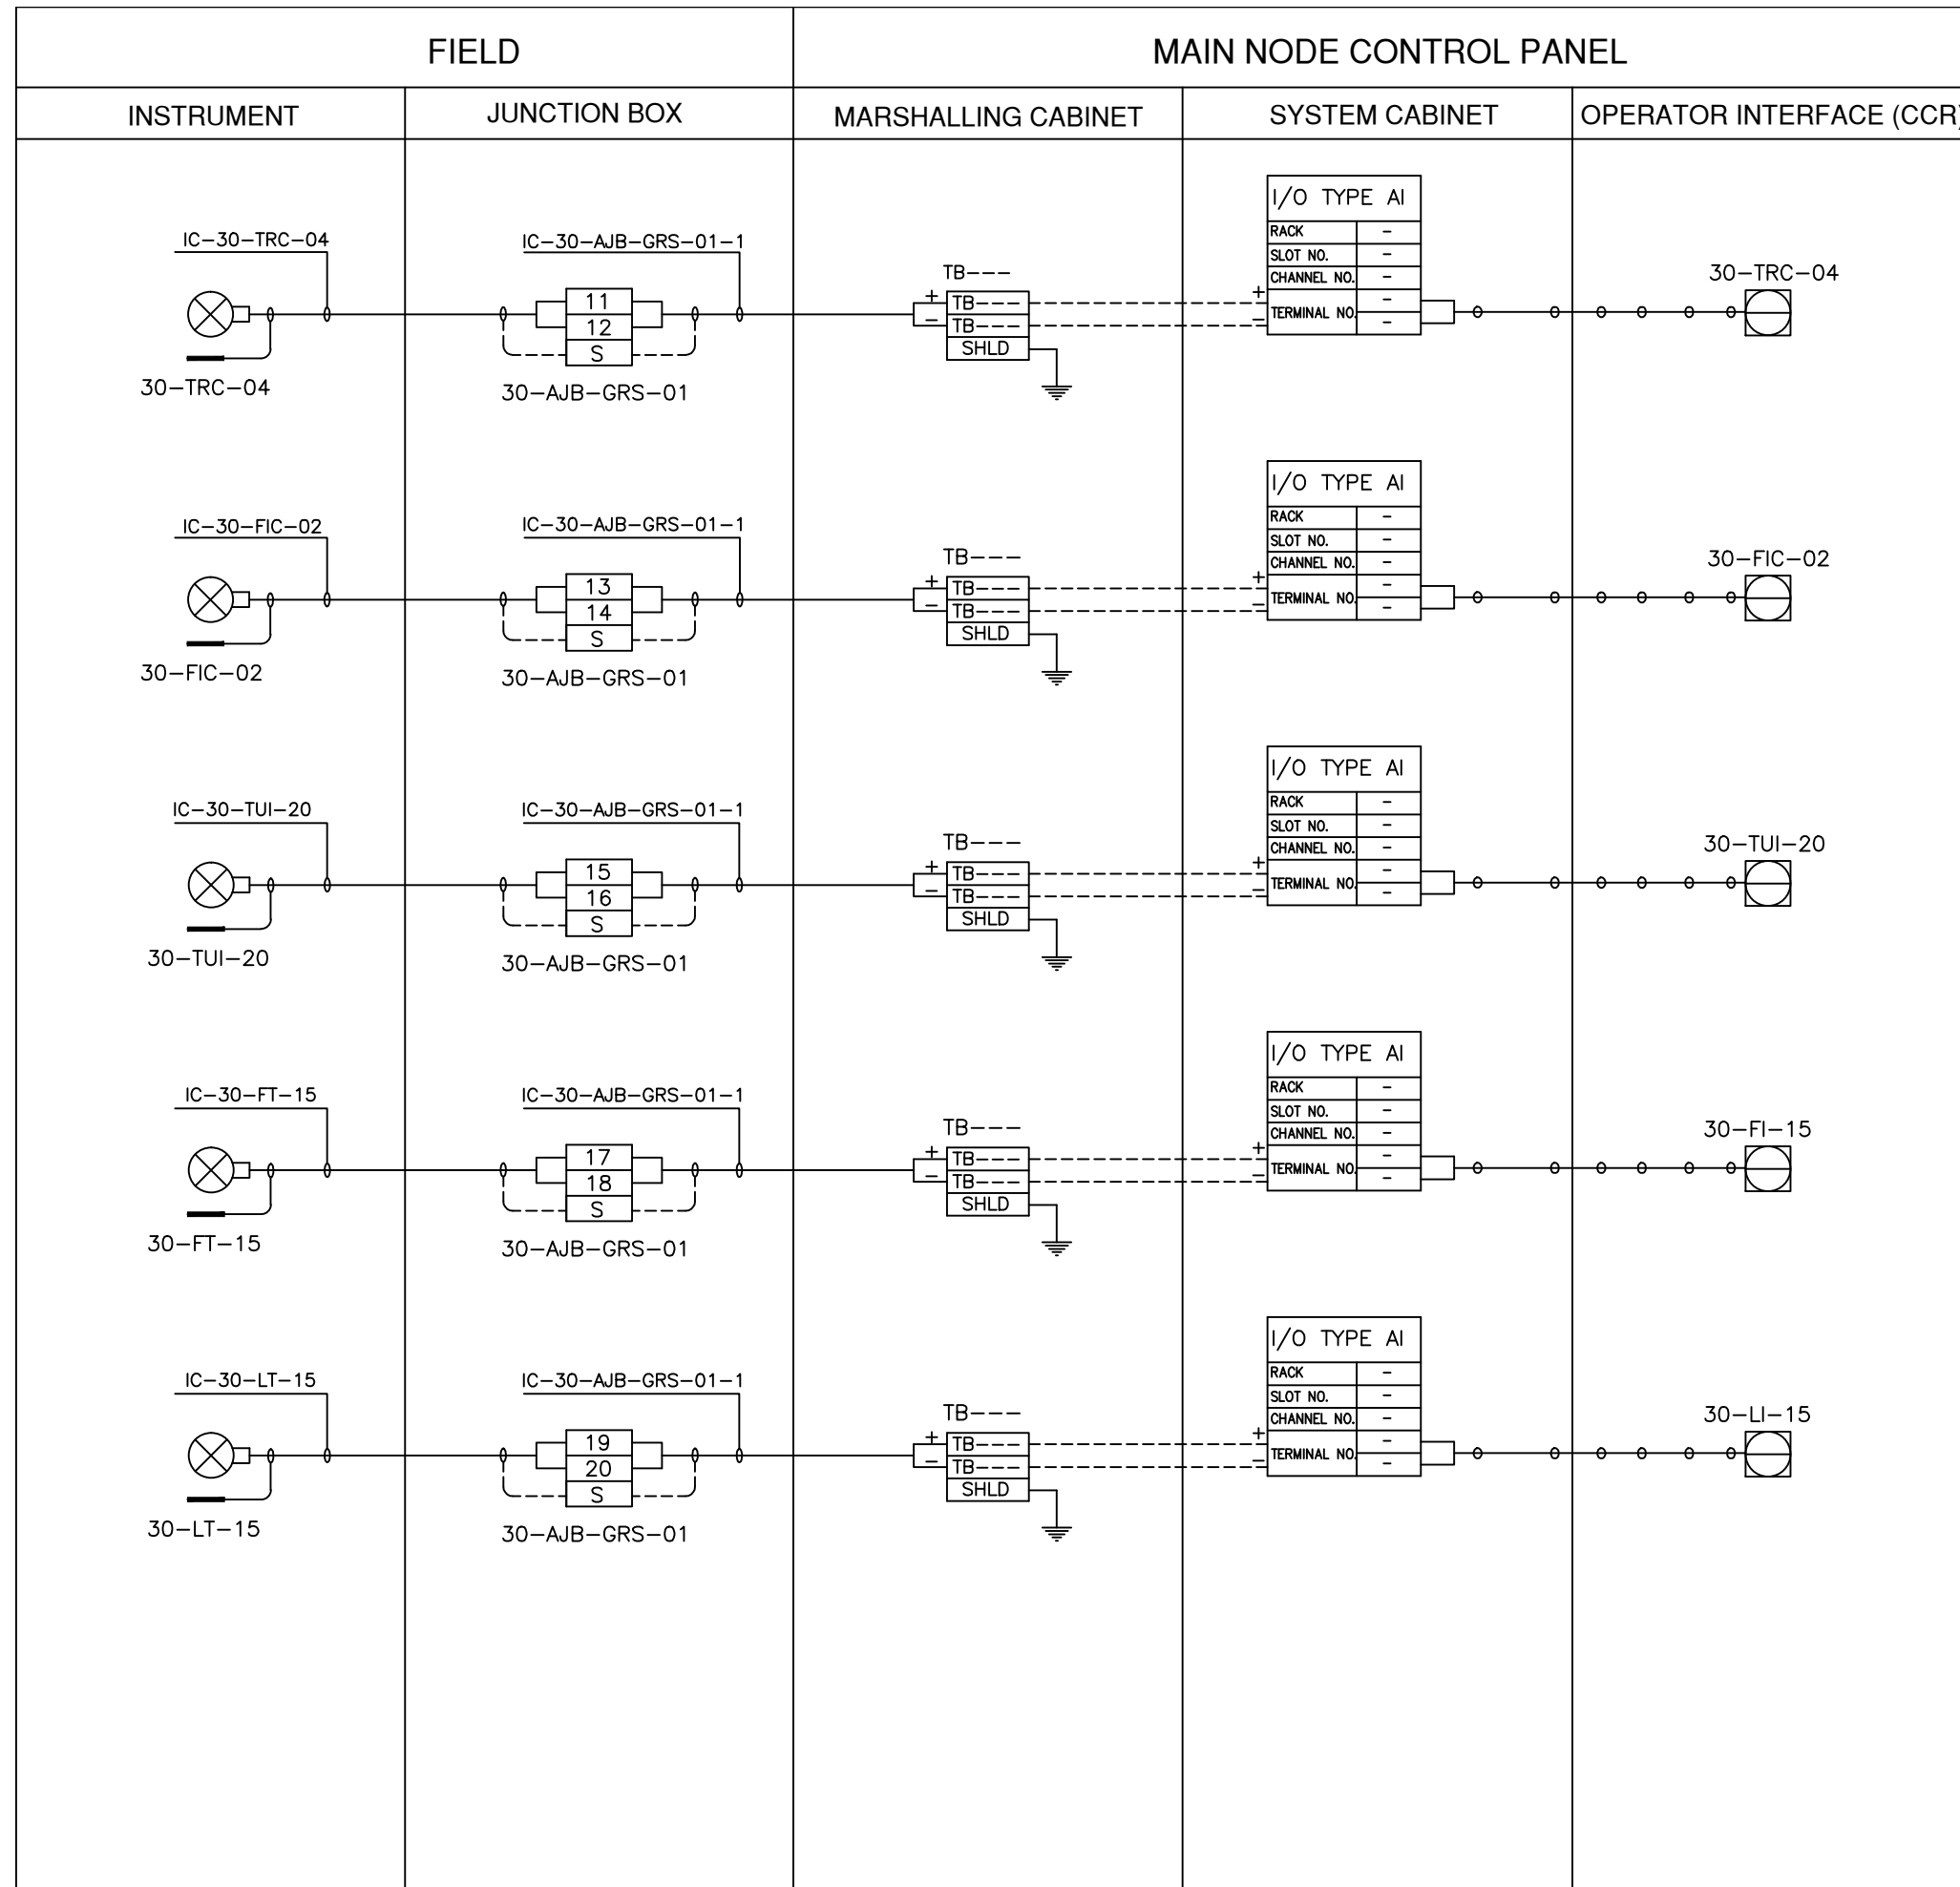 FIELD
MAIN NODE CONTROL PANEL
INSTRUMENT
JUNCTION BOX
MARSHALLING CABINET
SYSTEM CABINET
OPERATOR INTERFACE (CCR)
IC-30-TRC-04
30-TRC-04
IC-30-AJB-GRS-01-1
11
12
S
30-AJB-GRS-01
TB---
+ TB---
- TB---
SHLD
I/O TYPE AI
RACK -
SLOT NO. -
CHANNEL NO. -
+ -
TERMINAL NO.
- -
30-TRC-04
IC-30-FIC-02
30-FIC-02
IC-30-AJB-GRS-01-1
13
14
S
30-AJB-GRS-01
TB---
+ TB---
- TB---
SHLD
I/O TYPE AI
RACK -
SLOT NO. -
CHANNEL NO. -
+ -
TERMINAL NO.
- -
30-FIC-02
IC-30-TUI-20
30-TUI-20
IC-30-AJB-GRS-01-1
15
16
S
30-AJB-GRS-01
TB---
+ TB---
- TB---
SHLD
I/O TYPE AI
RACK -
SLOT NO. -
CHANNEL NO. -
+ -
TERMINAL NO.
- -
30-TUI-20
IC-30-FT-15
30-FT-15
IC-30-AJB-GRS-01-1
17
18
S
30-AJB-GRS-01
TB---
+ TB---
- TB---
SHLD
I/O TYPE AI
RACK -
SLOT NO. -
CHANNEL NO. -
+ -
TERMINAL NO.
- -
30-FI-15
IC-30-LT-15
30-LT-15
IC-30-AJB-GRS-01-1
19
20
S
30-AJB-GRS-01
TB---
+ TB---
- TB---
SHLD
I/O TYPE AI
RACK -
SLOT NO. -
CHANNEL NO. -
+ -
TERMINAL NO.
- -
30-LI-15